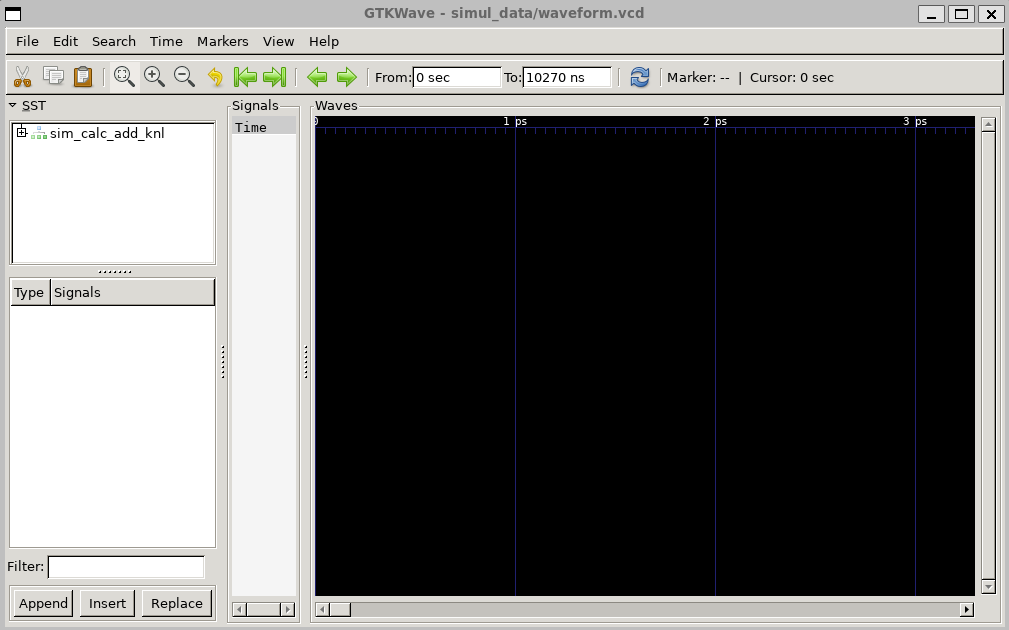 GTKWave - simul_data/waveform.vcd
File Edit Search Time Markers View Help
From: 0 sec To: 10270 ns Marker: -- | Cursor: 0 sec
SST
sim_calc_add_knl
Type Signals
Filter:
Append Insert Replace
Signals
Time
Waves
0 1 ps 2 ps 3 ps